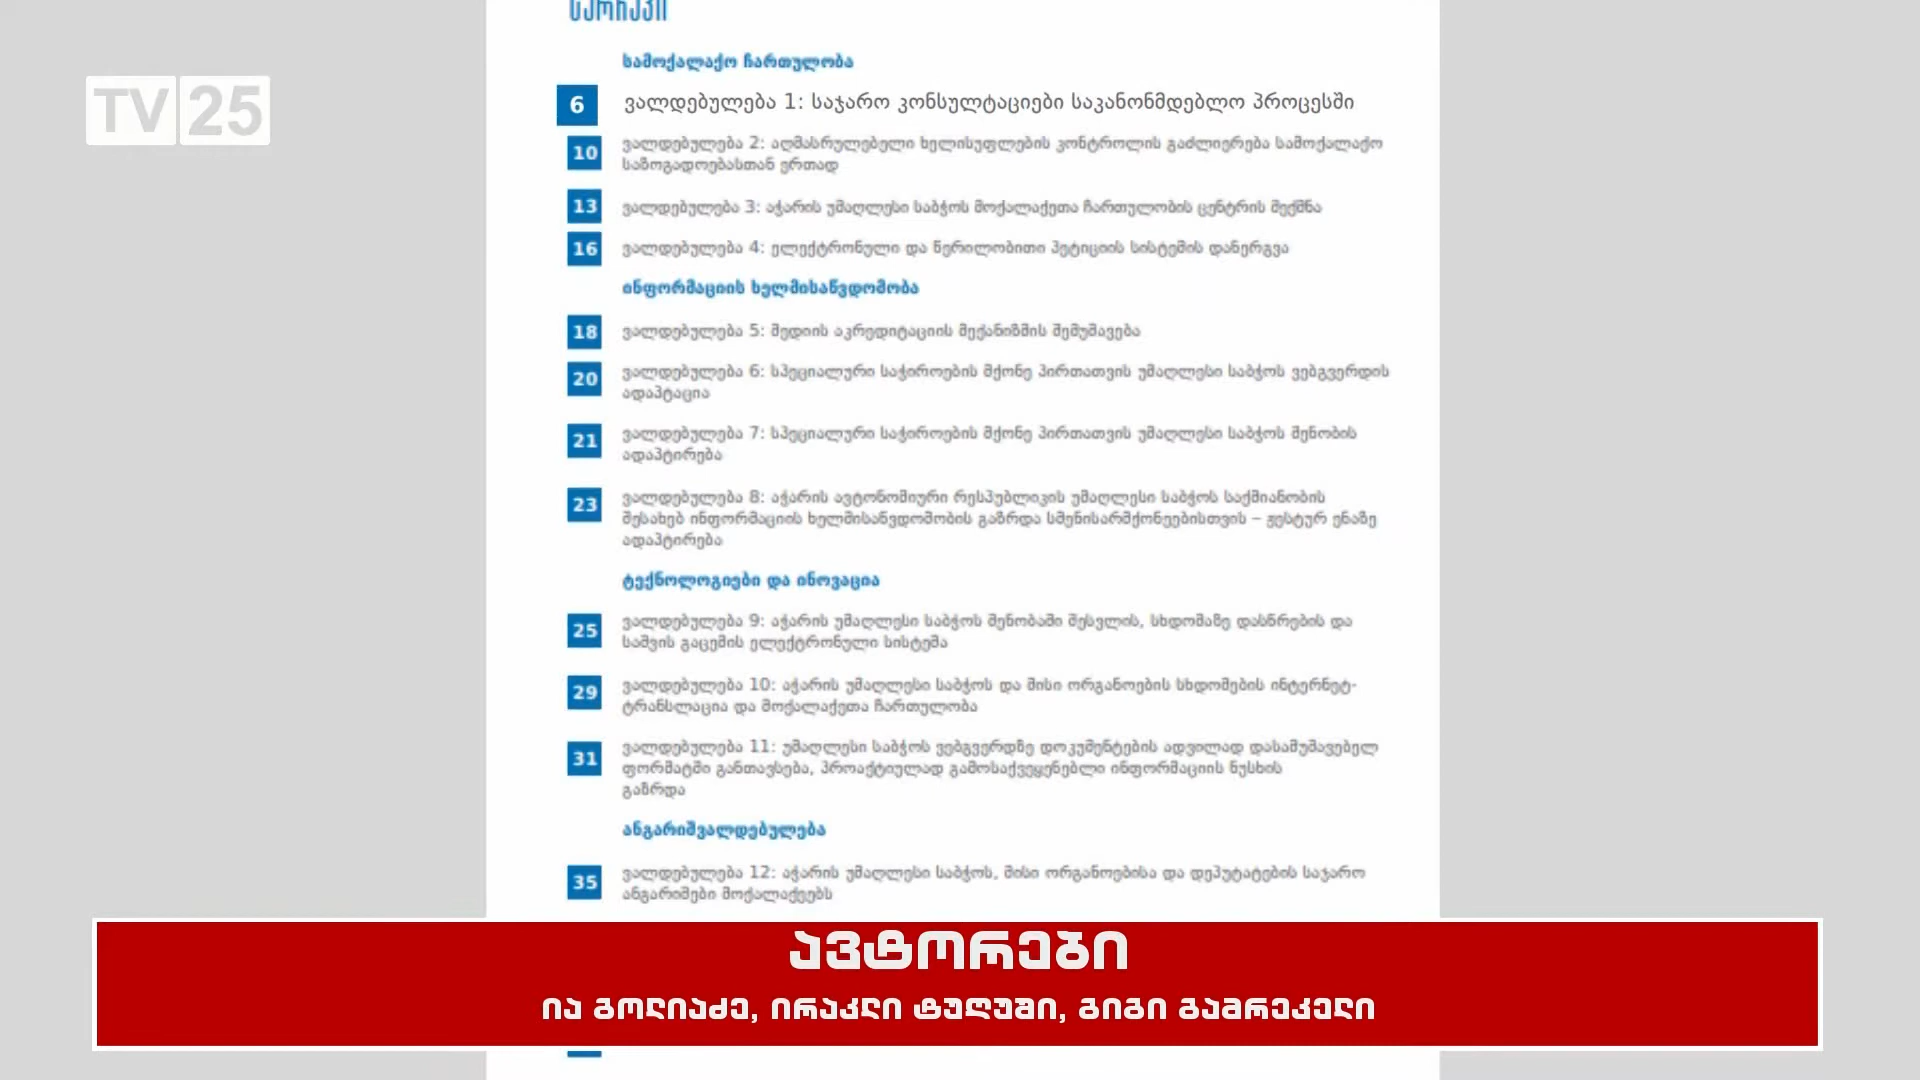 სარჩევი
TV 25
სამოქალაქო ჩართულობა
6 ვალდებულება 1: საჯარო კონსულტაციები საკანონმდებლო პროცესში
10 ვალდებულება 2: აღმასრულებელი ხელისუფლების კონტროლის გაძლიერება სამოქალაქო
საზოგადოებასთან ერთად
13 ვალდებულება 3: აჭარის უმაღლესი საბჭოს მოქალაქეთა ჩართულობის ცენტრის შექმნა
16 ვალდებულება 4: ელექტრონული და წერილობითი პეტიციის სისტემის დანერგვა
ინფორმაციის ხელმისაწვდომობა
18 ვალდებულება 5: მედიის აკრედიტაციის მექანიზმის შემუშავება
20 ვალდებულება 6: სპეციალური საჭიროების მქონე პირთათვის უმაღლესი საბჭოს ვებგვერდის
ადაპტაცია
21 ვალდებულება 7: სპეციალური საჭიროების მქონე პირთათვის უმაღლესი საბჭოს შენობის
ადაპტირება
23 ვალდებულება 8: აჭარის ავტონომიური რესპუბლიკის უმაღლესი საბჭოს საქმიანობის
შესახებ ინფორმაციის ხელმისაწვდომობის გაზრდა სმენისარმქონეებისთვის – ჟესტურ ენაზე
ადაპტირება
ტექნოლოგიები და ინოვაცია
25 ვალდებულება 9: აჭარის უმაღლესი საბჭოს შენობაში შესვლის, სხდომაზე დასწრების და
საშვის გაცემის ელექტრონული სისტემა
29 ვალდებულება 10: აჭარის უმაღლესი საბჭოს და მისი ორგანოების სხდომების ინტერნეტ-
ტრანსლაცია და მოქალაქეთა ჩართულობა
31 ვალდებულება 11: უმაღლესი საბჭოს ვებგვერდზე დოკუმენტების ადვილად დასამუშავებელ
ფორმატში განთავსება, პროაქტიულად გამოსაქვეყნებელი ინფორმაციის ნუსხის
გაზრდა
ანგარიშვალდებულება
35 ვალდებულება 12: აჭარის უმაღლესი საბჭოს, მისი ორგანოებისა და დეპუტატების საჯარო
ანგარიშები მოქალაქეებს
ავტორები
ია გოლიაძე, ირაკლი ტუღუში, გიგი გამრეკელი